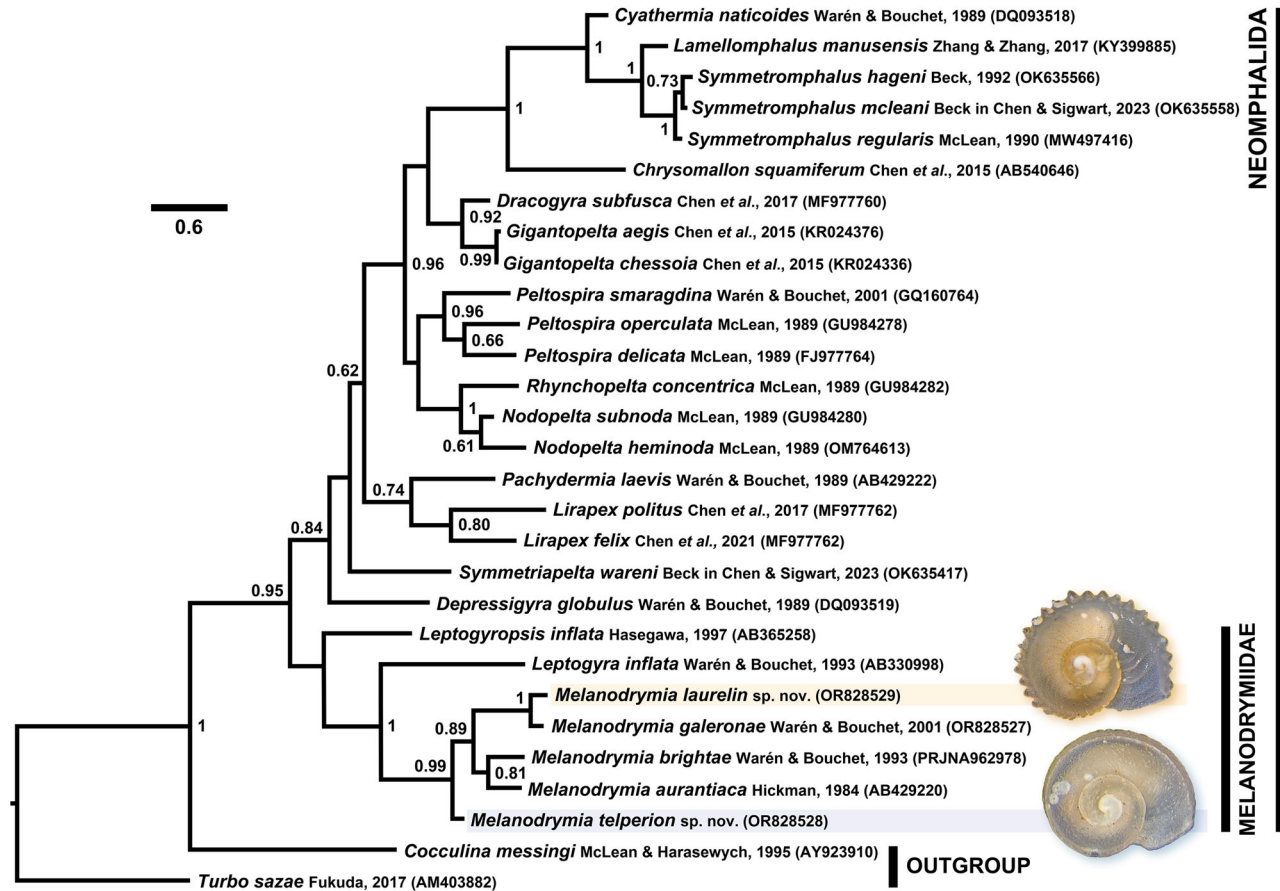 Cyathermia naticoides Warén & Bouchet, 1989 (DQ093518)
1
Lamellomphalus manusensis Zhang & Zhang, 2017 (KY399885)
1
0.73
Symmetromphalus hageni Beck, 1992 (OK635566)
Symmetromphalus mcleani Beck in Chen & Sigwart, 2023 (OK635558)
1
1
Symmetromphalus regularis McLean, 1990 (MW497416)
Chrysomallon squamiferum Chen et al., 2015 (AB540646)
NEOMPHALIDA
0.6
Dracogyra subfusca Chen et al., 2017 (MF977760)
0.92
Gigantopelta aegis Chen et al., 2015 (KR024376)
0.96
0.99
Gigantopelta chessoia Chen et al., 2015 (KR024336)
Peltospira smaragdina Warén & Bouchet, 2001 (GQ160764)
0.96
Peltospira operculata McLean, 1989 (GU984278)
0.66
Peltospira delicata McLean, 1989 (FJ977764)
0.62
Rhynchopelta concentrica McLean, 1989 (GU984282)
1
Nodopelta subnoda McLean, 1989 (GU984280)
0.61
Nodopelta heminoda McLean, 1989 (OM764613)
Pachydermia laevis Warén & Bouchet, 1989 (AB429222)
0.74
Lirapex politus Chen et al., 2017 (MF977762)
0.80
0.84
Lirapex felix Chen et al., 2021 (MF977762)
Symmetriapelta wareni Beck in Chen & Sigwart, 2023 (OK635417)
0.95
Depressigyra globulus Warén & Bouchet, 1989 (DQ093519)
Leptogyropsis inflata Hasegawa, 1997 (AB365258)
Leptogyra inflata Warén & Bouchet, 1993 (AB330998)
1
Melanodrymia laurelin sp. nov. (OR828529)
1
1
0.89
Melanodrymia galeronae Warén & Bouchet, 2001 (OR828527)
Melanodrymia brightae Warén & Bouchet, 1993 (PRJNA962978)
0.99
0.81
Melanodrymia aurantiaca Hickman, 1984 (AB429220)
Melanodrymia telperion sp. nov. (OR828528)
MELANODRYMIIDAE
Cocculina messingi McLean & Harasewych, 1995 (AY923910)
OUTGROUP
Turbo sazae Fukuda, 2017 (AM403882)